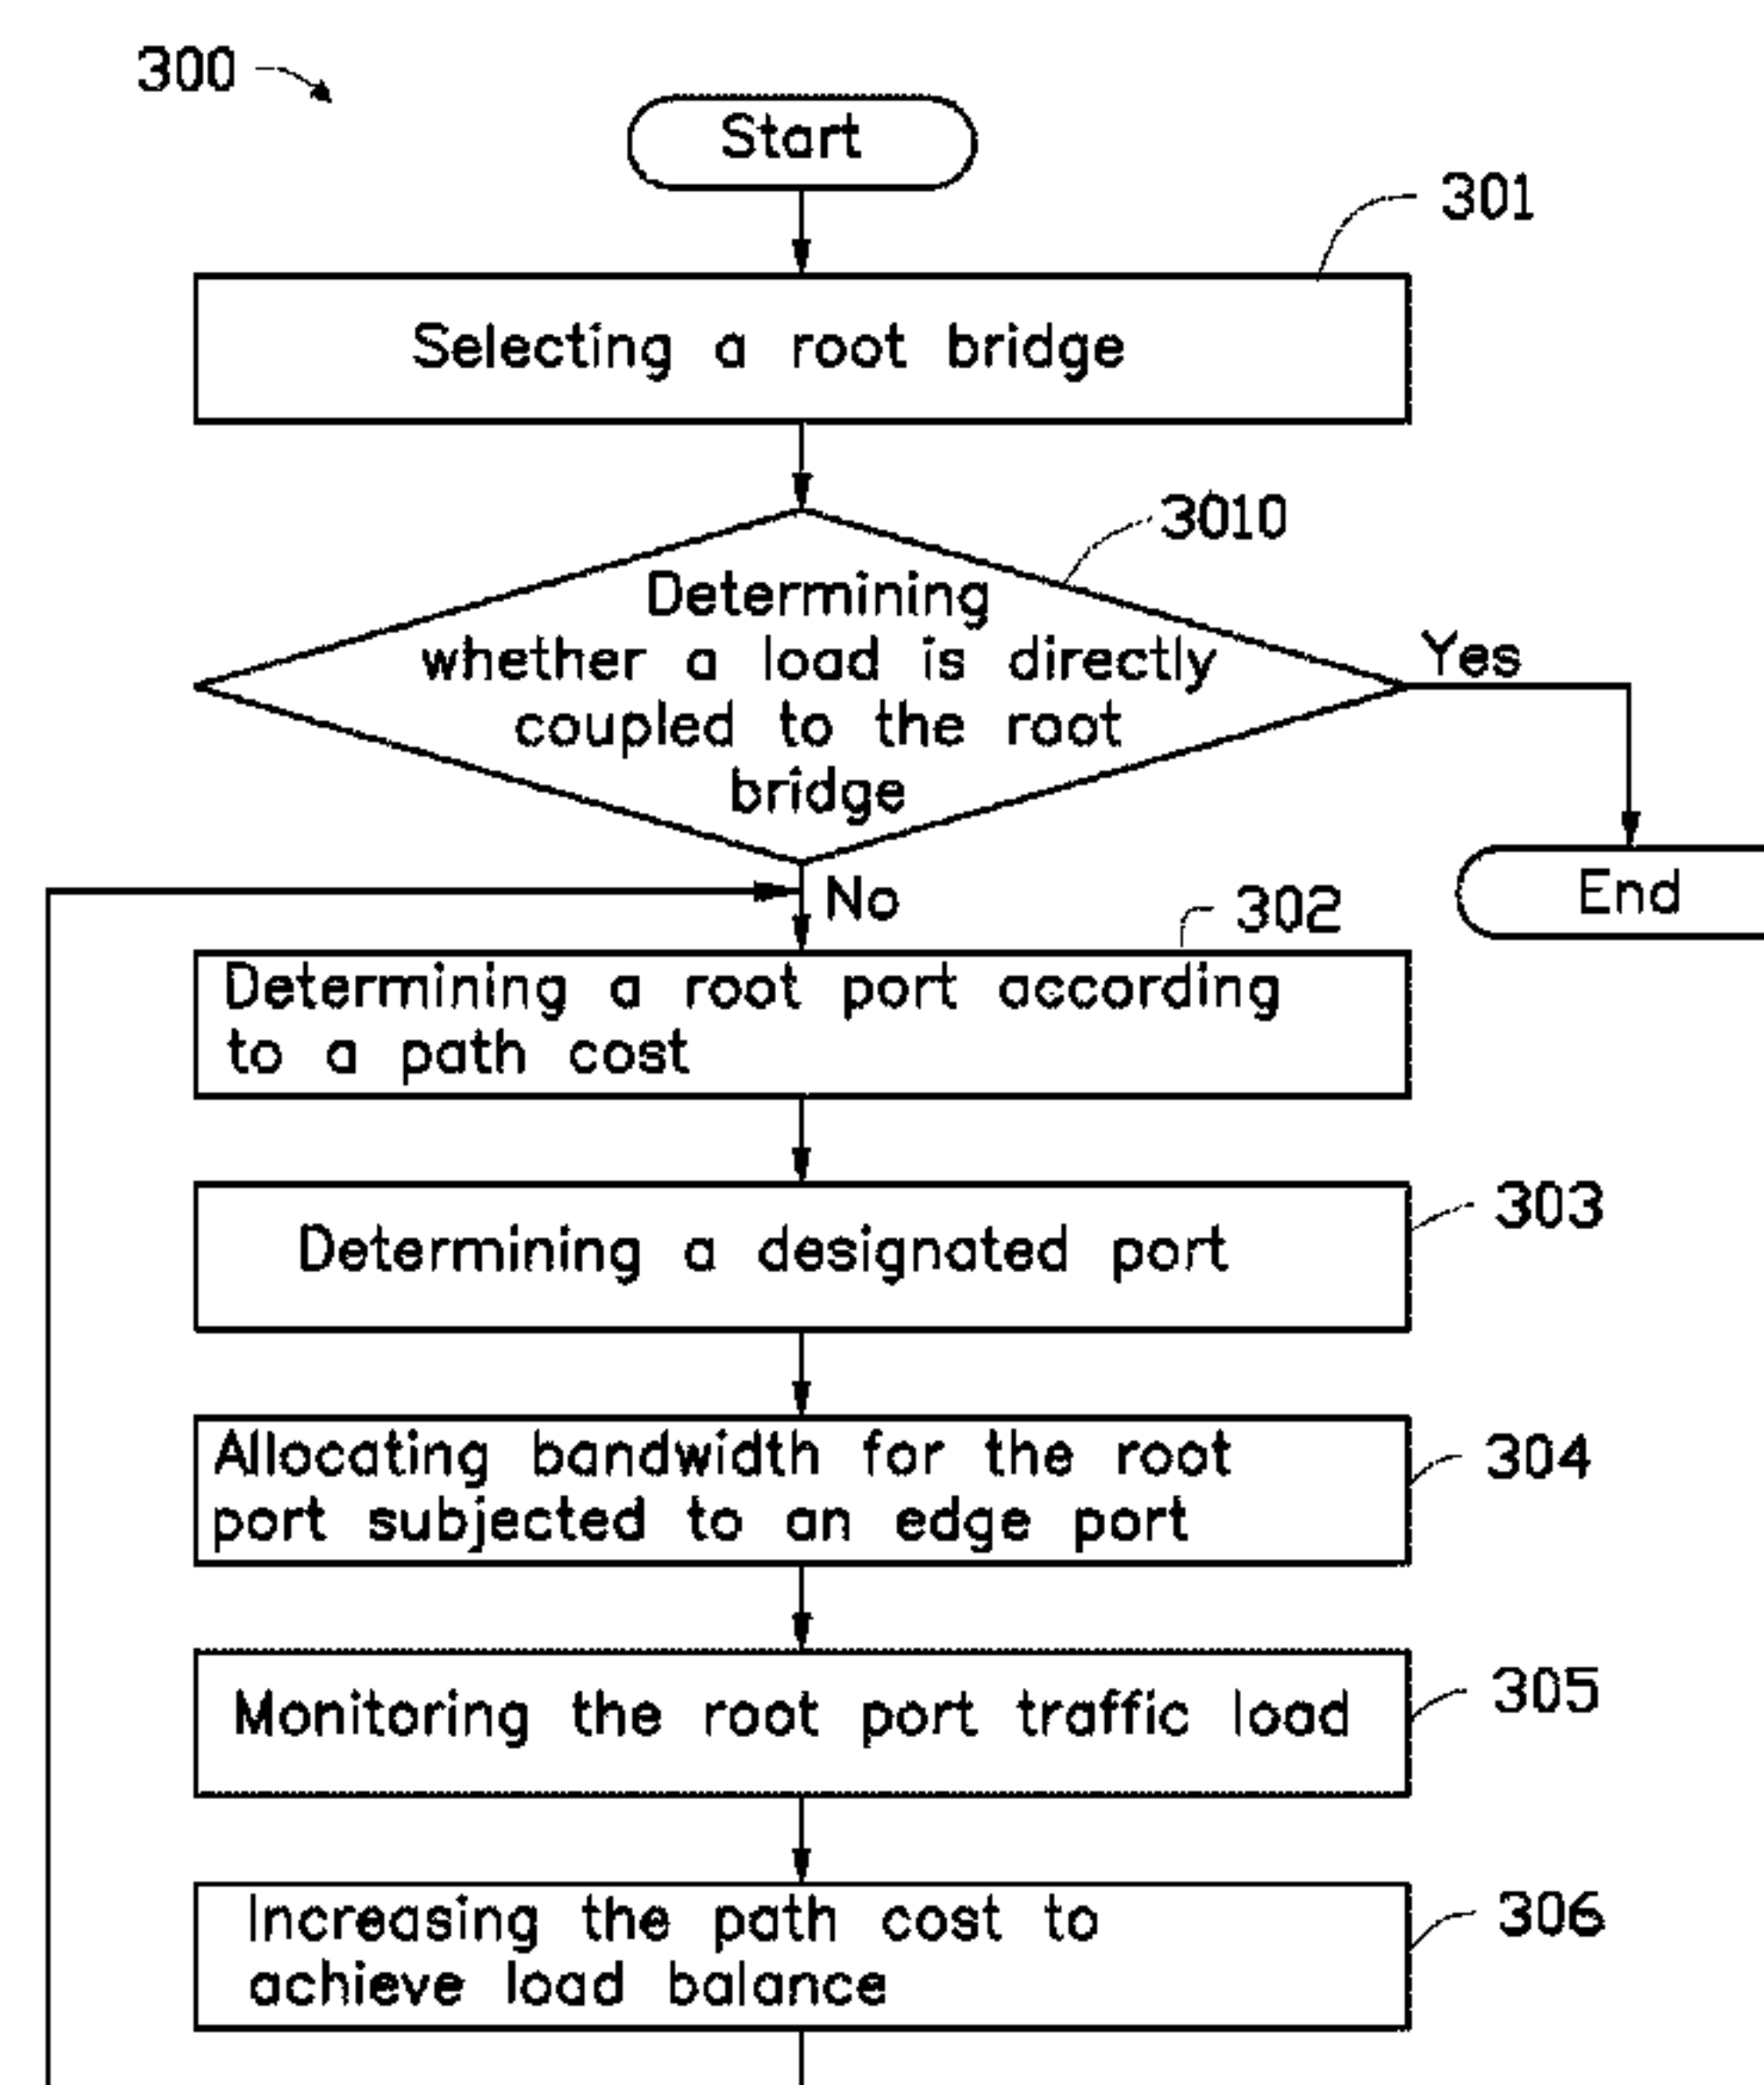 300
Start
301
Selecting a root bridge
3010
Determining
whether a load is directly
coupled to the root
bridge
Yes
End
No
302
Determining a root port according
to a path cost
303
Determining a designated port
304
Allocating bandwidth for the root
port subjected to an edge port
305
Monitoring the root port traffic load
306
Increasing the path cost to
achieve load balance